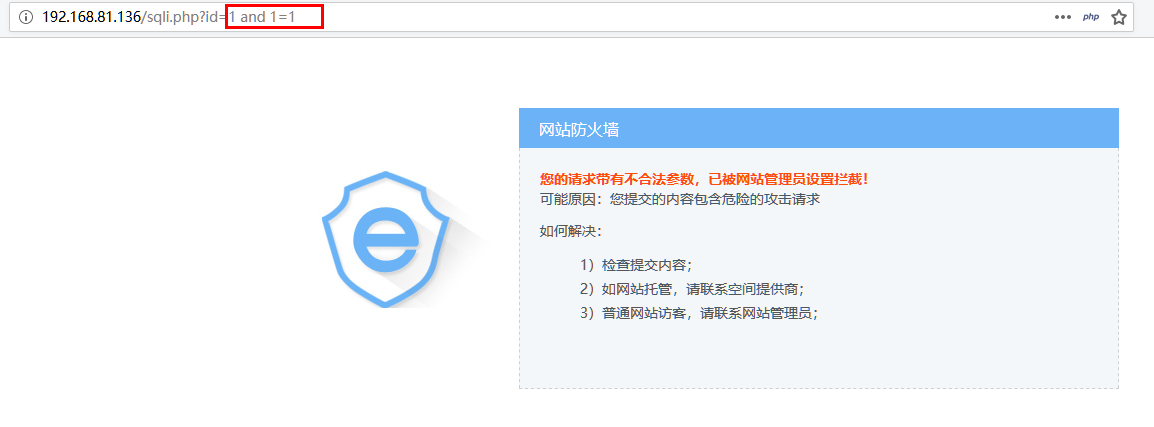 192.168.81.136/sqli.php?id=1 and 1=1
php
网站防火墙
您的请求带有不合法参数，已被网站管理员设置拦截！
可能原因：您提交的内容包含危险的攻击请求
如何解决：
1）检查提交内容；
2）如网站托管，请联系空间提供商；
3）普通网站访客，请联系网站管理员；